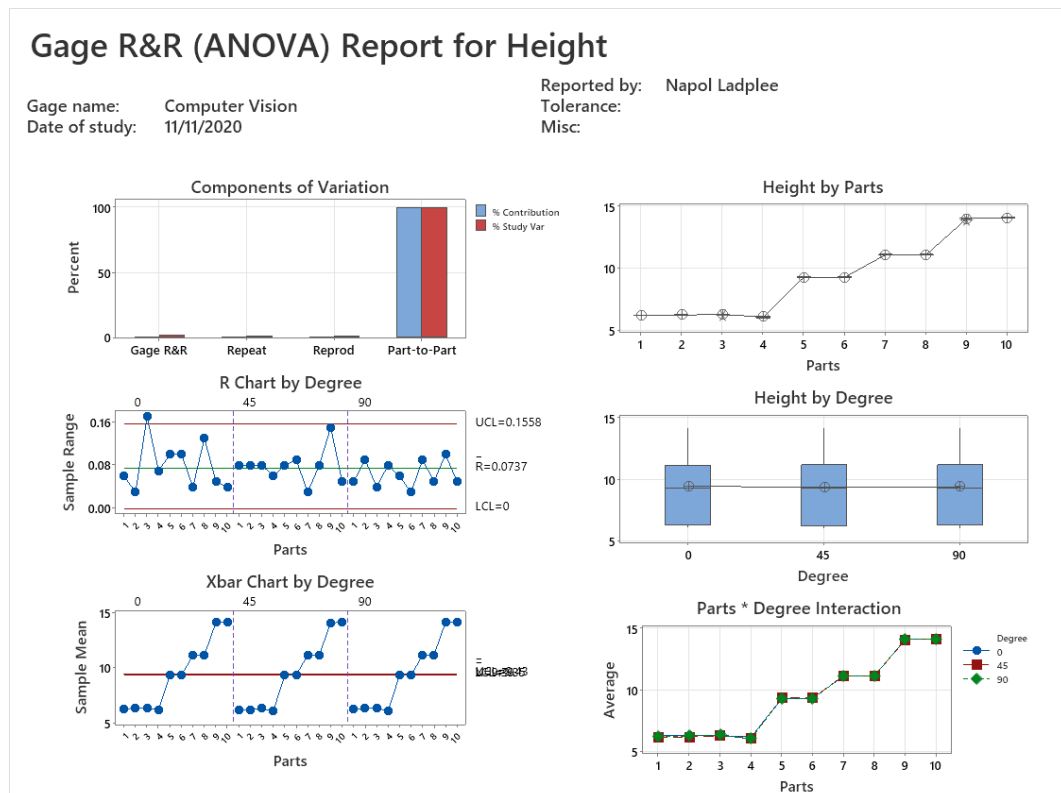 Gage R&R (ANOVA) Report for Height
Gage name: Computer Vision
Date of study: 11/11/2020
Reported by: Napol Ladplee
Tolerance:
Misc:
Components of Variation
100
50
0
Percent
Gage R&R Repeat Reprod Part-to-Part
% Contribution
% Study Var
R Chart by Degree
0 45 90
0.16
0.08
0.00
Sample Range
UCL=0.1558
R=0.0737
LCL=0
1 2 3 4 5 6 7 8 9 10 1 2 3 4 5 6 7 8 9 10 1 2 3 4 5 6 7 8 9 10
Parts
Xbar Chart by Degree
0 45 90
15
10
5
Sample Mean
1 2 3 4 5 6 7 8 9 10 1 2 3 4 5 6 7 8 9 10 1 2 3 4 5 6 7 8 9 10
Parts
Height by Parts
15
10
5
1 2 3 4 5 6 7 8 9 10
Parts
Height by Degree
15
10
5
0 45 90
Degree
Parts * Degree Interaction
15
10
5
Average
1 2 3 4 5 6 7 8 9 10
Parts
Degree
0
45
90